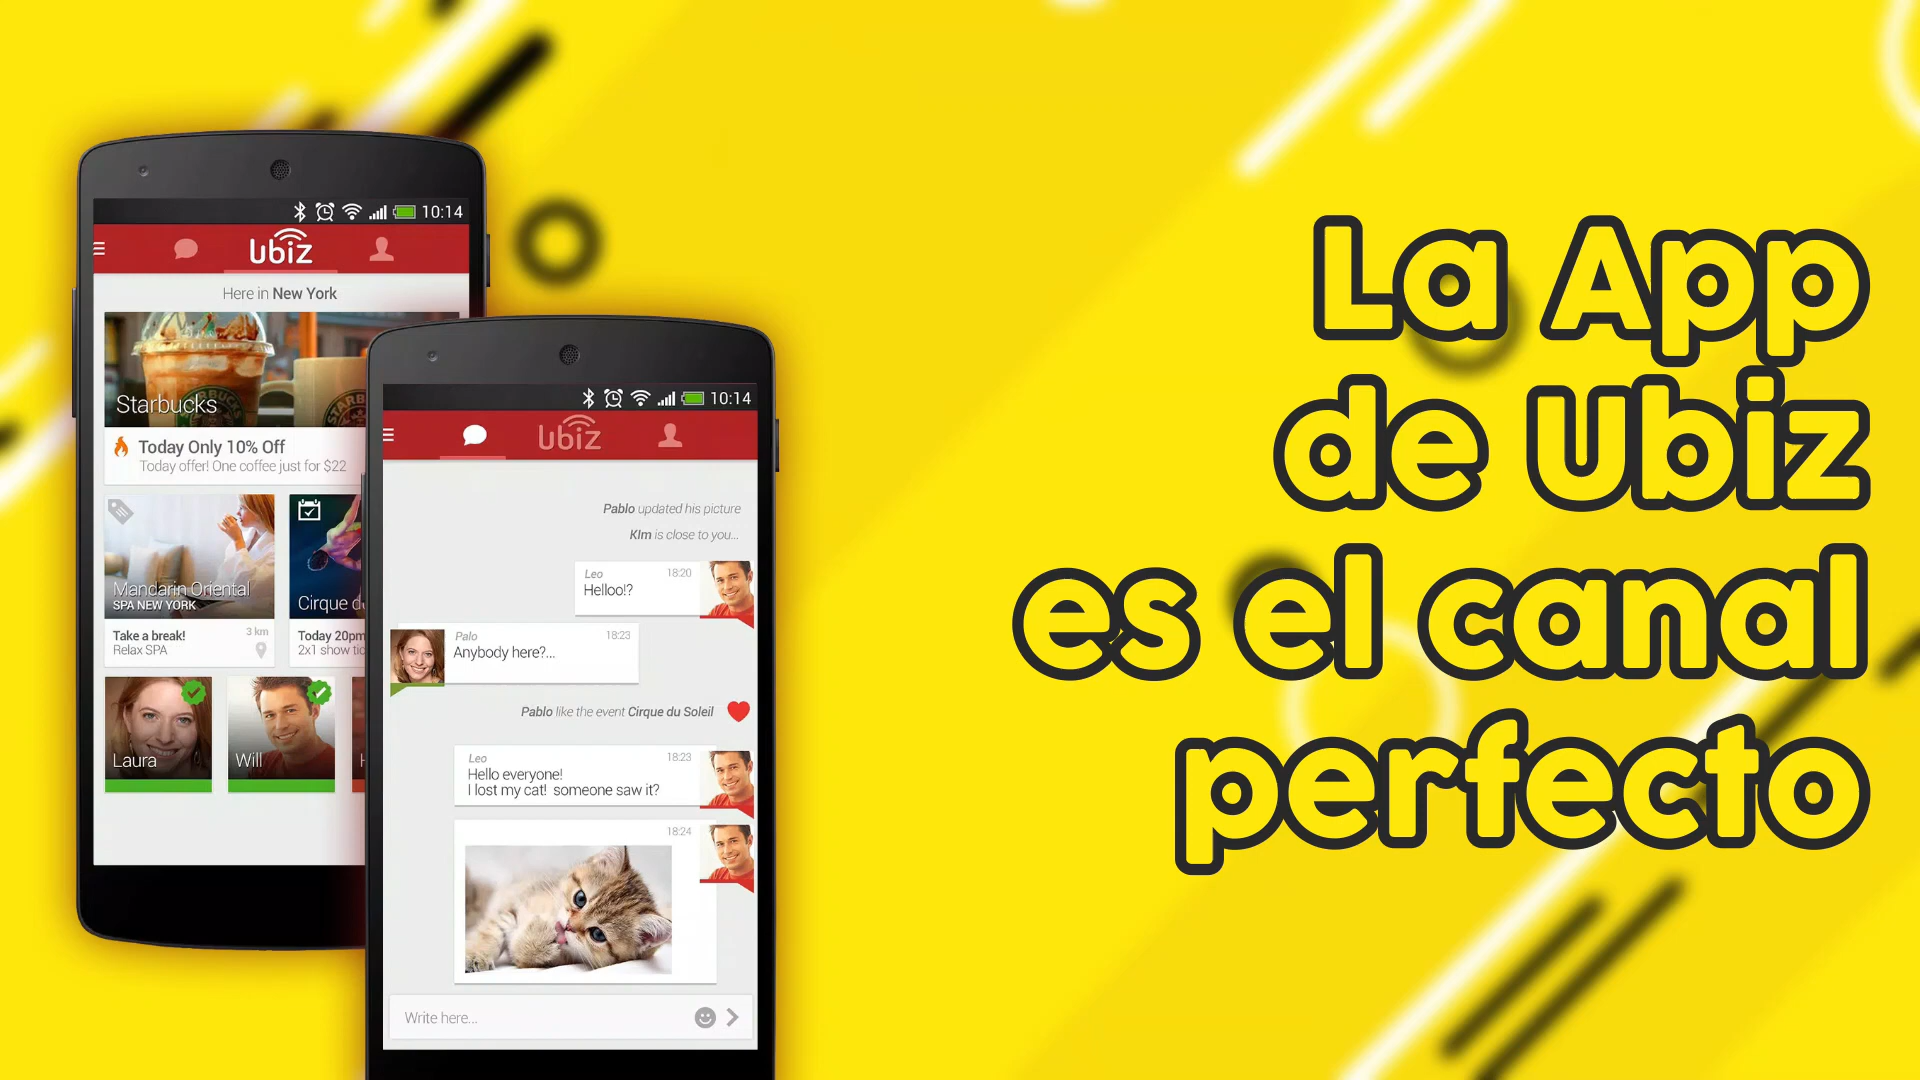 10:14
ubiz
Here in New York
Starbucks
Today Only 10% Off
Today offer! One coffee just for $22
Mandarin Oriental
SPA NEW YORK
Take a break!
3 km
Relax SPA
Cirque d
Today 20pm
2x1 show tic
Laura
Will
10:14
ubiz
Pablo updated his picture
KIm is close to you...
Leo 18:20
Helloo!?
Palo 18:23
Anybody here?...
Pablo like the event Cirque du Soleil
Leo 18:23
Hello everyone!
I lost my cat! someone saw it?
18:24
Write here...
La App
de Ubiz
es el canal
perfecto